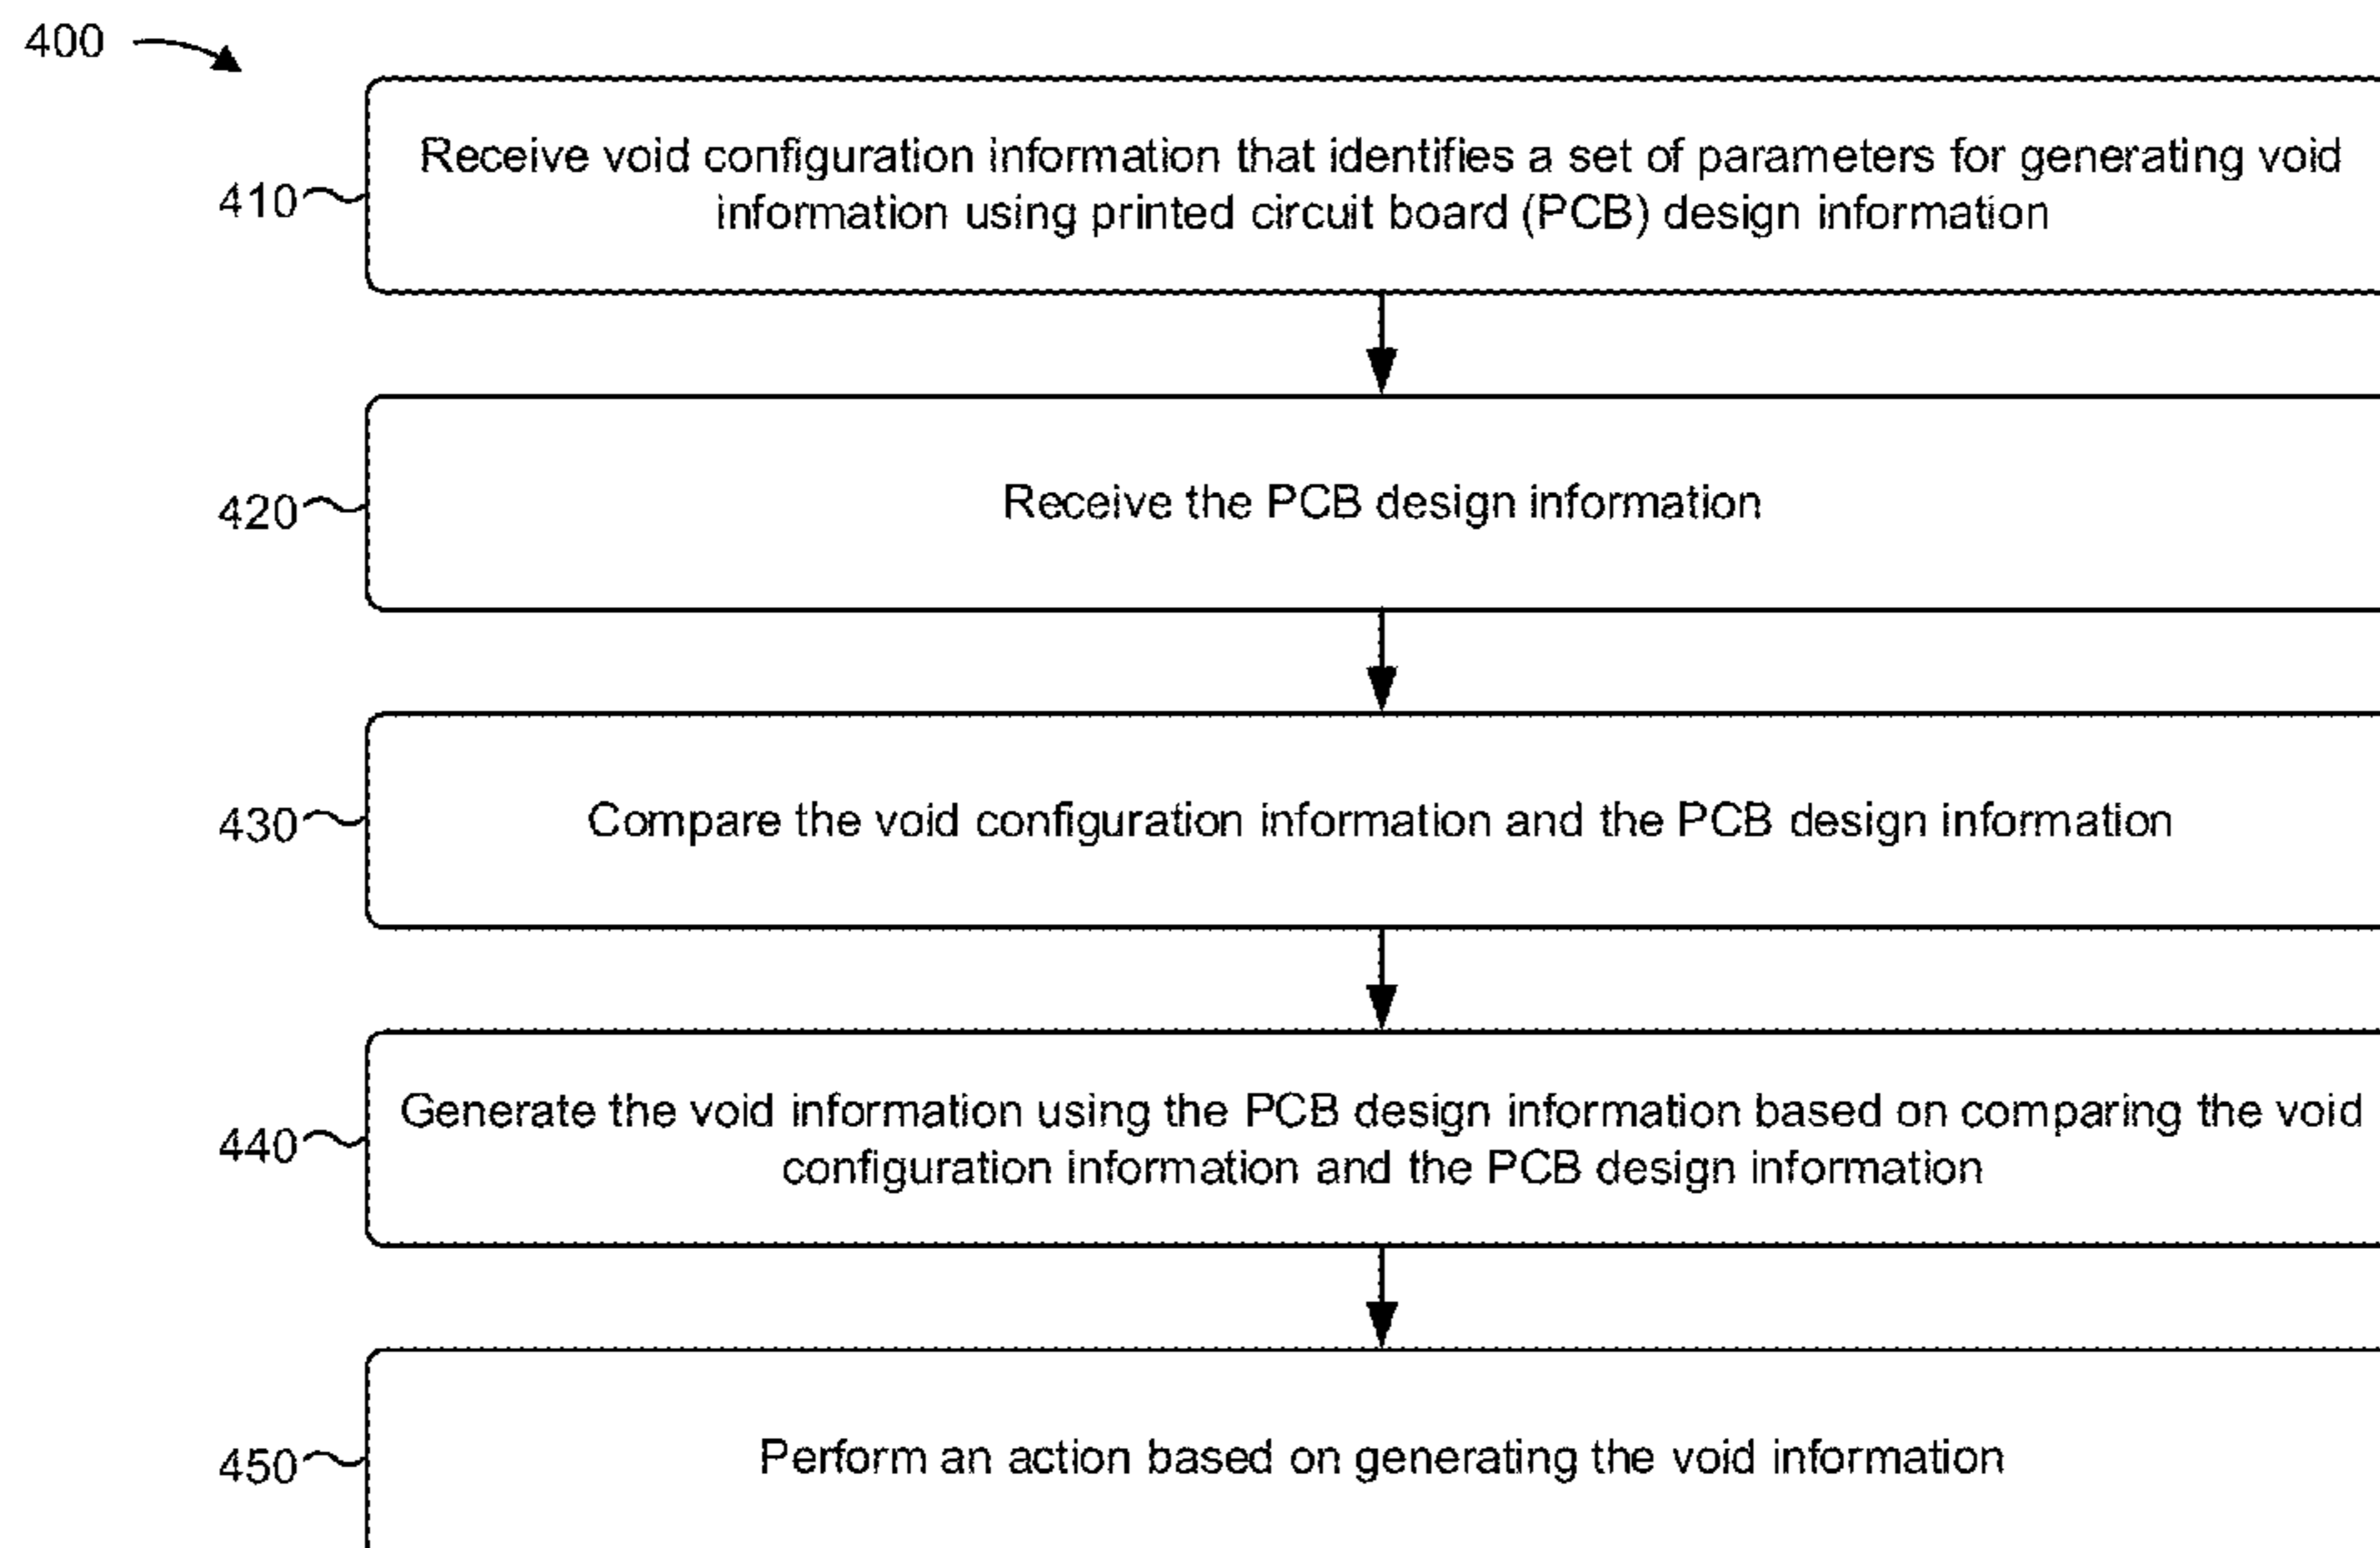 400
410
Receive void configuration information that identifies a set of parameters for generating void
information using printed circuit board (PCB) design information
420
Receive the PCB design information
430
Compare the void configuration information and the PCB design information
440
Generate the void information using the PCB design information based on comparing the void
configuration information and the PCB design information
450
Perform an action based on generating the void information